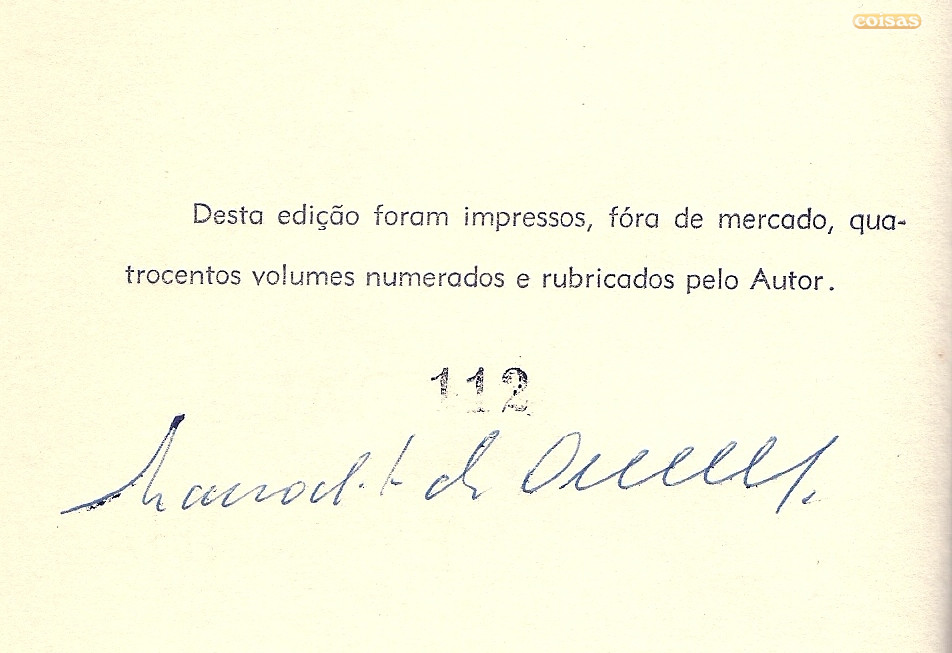 coisas
Desta edição foram impressos, fóra de mercado, qua-
trocentos volumes numerados e rubricados pelo Autor.
112